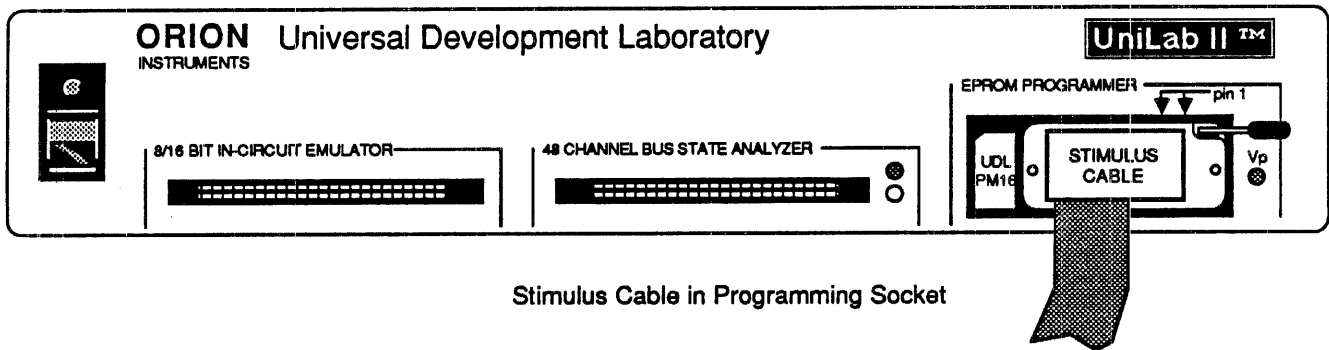 ORION Universal Development Laboratory
INSTRUMENTS
UniLab II ™
EPROM PROGRAMMER
pin 1
8/16 BIT IN-CIRCUIT EMULATOR
48 CHANNEL BUS STATE ANALYZER
UDL
PM16
STIMULUS
CABLE
Vp
Stimulus Cable in Programming Socket